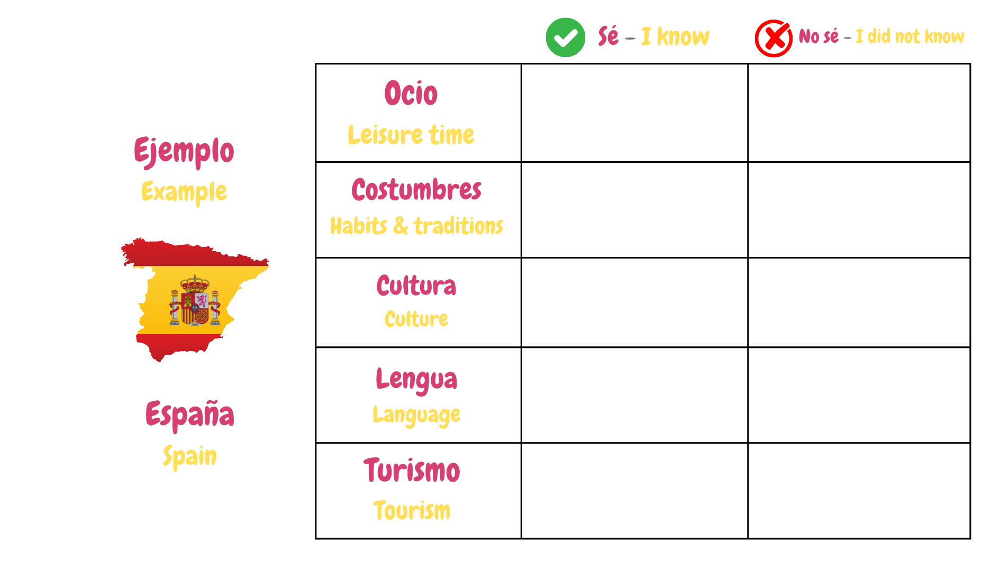 Sé - I know
No sé - I did not know
Ejemplo
Example
España
Spain
Ocio
Leisure time
Costumbres
Habits & traditions
Cultura
Culture
Lengua
Language
Turismo
Tourism